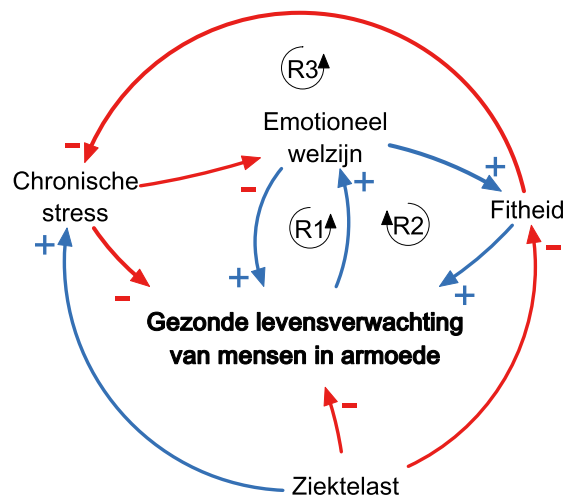 R3
Emotioneel
welzijn
-
-
+
+
Chronische
stress
Fitheid
+
R1
R2
-
-
+
+
Gezonde levensverwachting
van mensen in armoede
-
Ziektelast